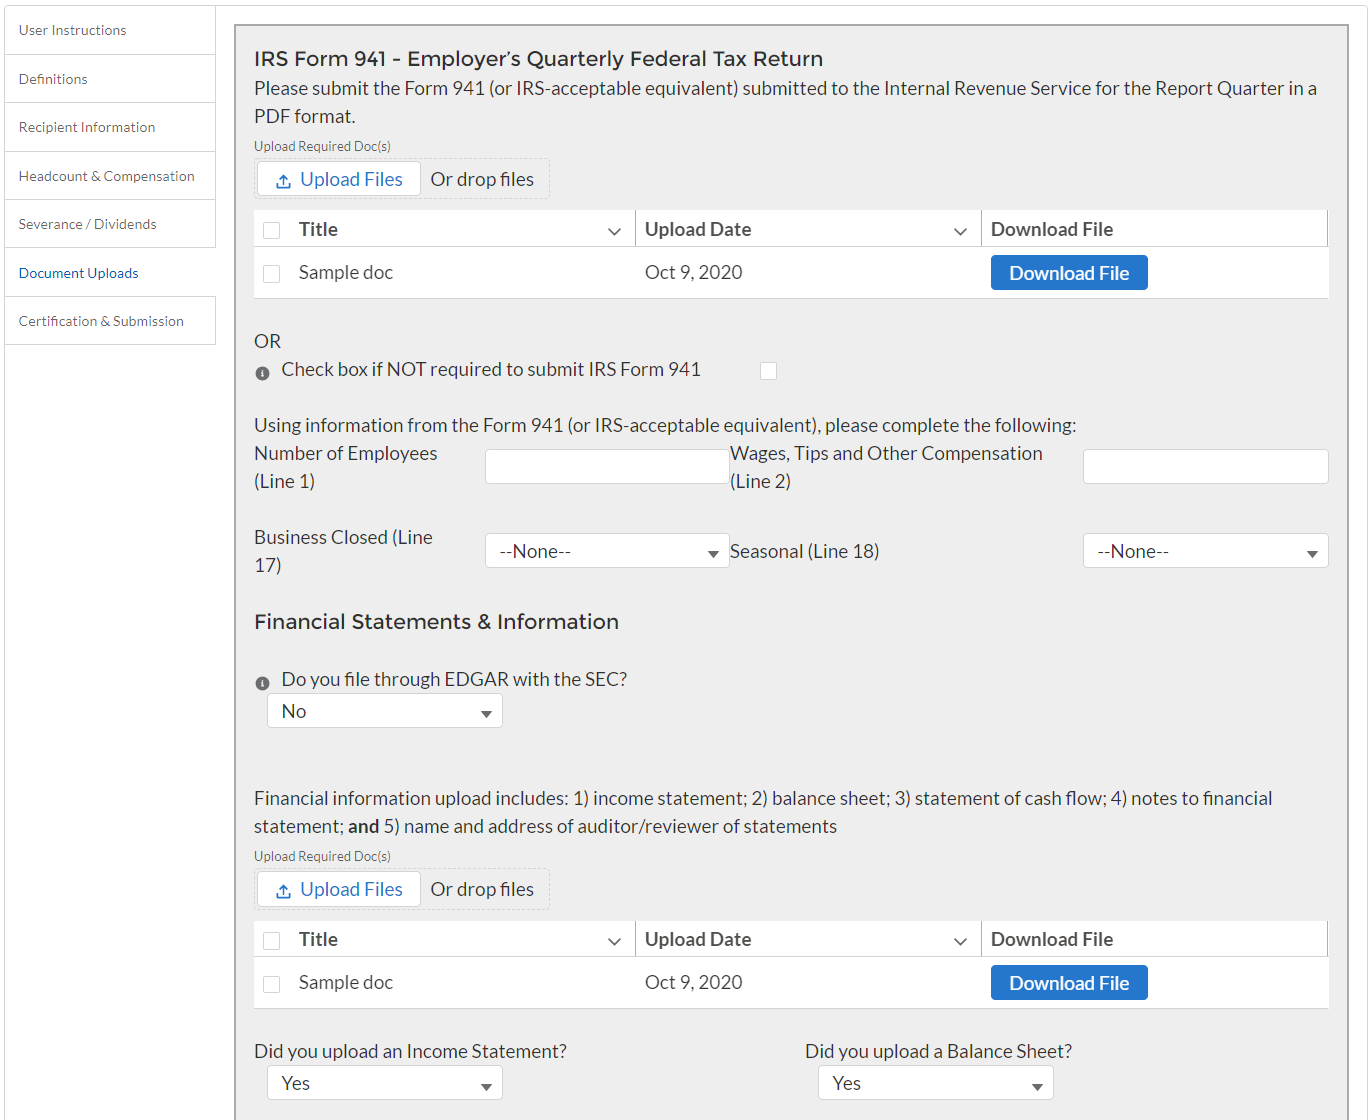 User Instructions
Definitions
Recipient Information
Headcount & Compensation
Severance / Dividends
Document Uploads
Certification & Submission
IRS Form 941 - Employer’s Quarterly Federal Tax Return
Please submit the Form 941 (or IRS-acceptable equivalent) submitted to the Internal Revenue Service for the Report Quarter in a
PDF format.
Upload Required Doc(s)
Upload Files Or drop files
Title Upload Date Download File
Sample doc Oct 9, 2020 Download File
OR
Check box if NOT required to submit IRS Form 941
Using information from the Form 941 (or IRS-acceptable equivalent), please complete the following:
Number of Employees
(Line 1)
Wages, Tips and Other Compensation
(Line 2)
Business Closed (Line
17)
--None--
Seasonal (Line 18)
--None--
Financial Statements & Information
Do you file through EDGAR with the SEC?
No
Financial information upload includes: 1) income statement; 2) balance sheet; 3) statement of cash flow; 4) notes to financial
statement; and 5) name and address of auditor/reviewer of statements
Upload Required Doc(s)
Upload Files Or drop files
Title Upload Date Download File
Sample doc Oct 9, 2020 Download File
Did you upload an Income Statement?
Yes
Did you upload a Balance Sheet?
Yes